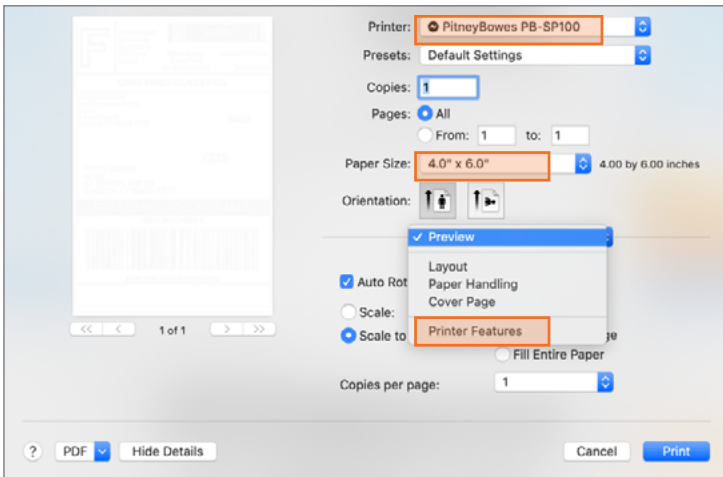 Printer: PitneyBowes PB-SP100
Presets: Default Settings
Copies: 1
Pages: All
From: 1 to: 1
Paper Size: 4.0" x 6.0" 4.00 by 6.00 inches
Orientation:
✓ Preview
Layout
Auto Rot Paper Handling
Cover Page
Scale:
Printer Features
Scale to
Fill Entire Paper
Copies per page: 1
F
<< < 1 of 1 > >>
? PDF Hide Details Cancel Print